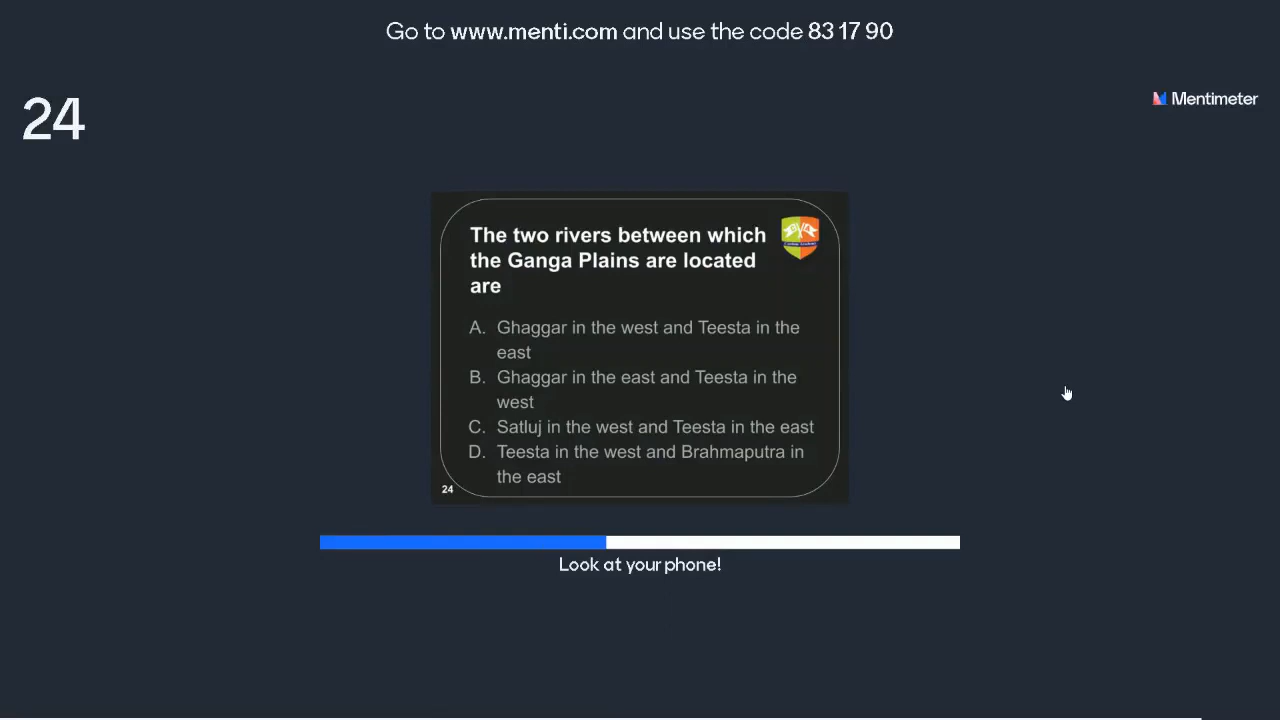 Go to www.menti.com and use the code 83 17 90
24
Mentimeter
The two rivers between which
the Ganga Plains are located
are
A. Ghaggar in the west and Teesta in the
east
B. Ghaggar in the east and Teesta in the
west
C. Satluj in the west and Teesta in the east
D. Teesta in the west and Brahmaputra in
the east
24
Look at your phone!